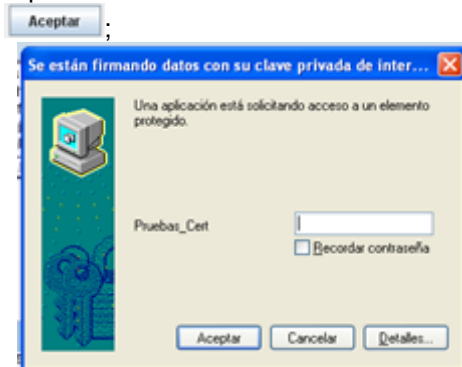 Aceptar ;
Se están firmando datos con su clave privada de inter...
Una aplicación está solicitando acceso a un elemento
protegido.
Pruebas_Cert
Recordar contraseña
Aceptar Cancelar Detalles...